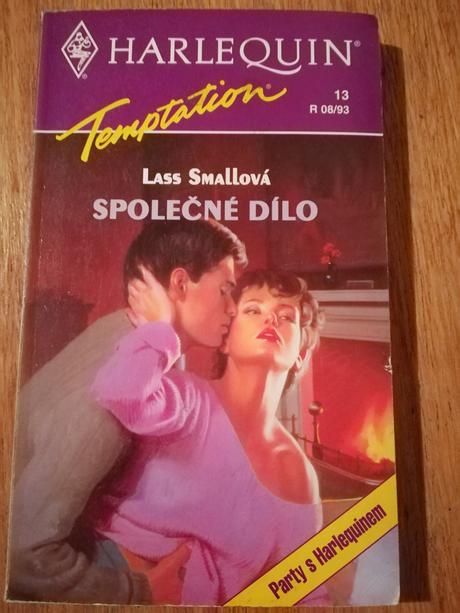 HARLEQUIN®
Temptation®
13
R 08/93
LASS SMALLOVÁ
SPOLEČNÉ DÍLO
Party s Harlequinem